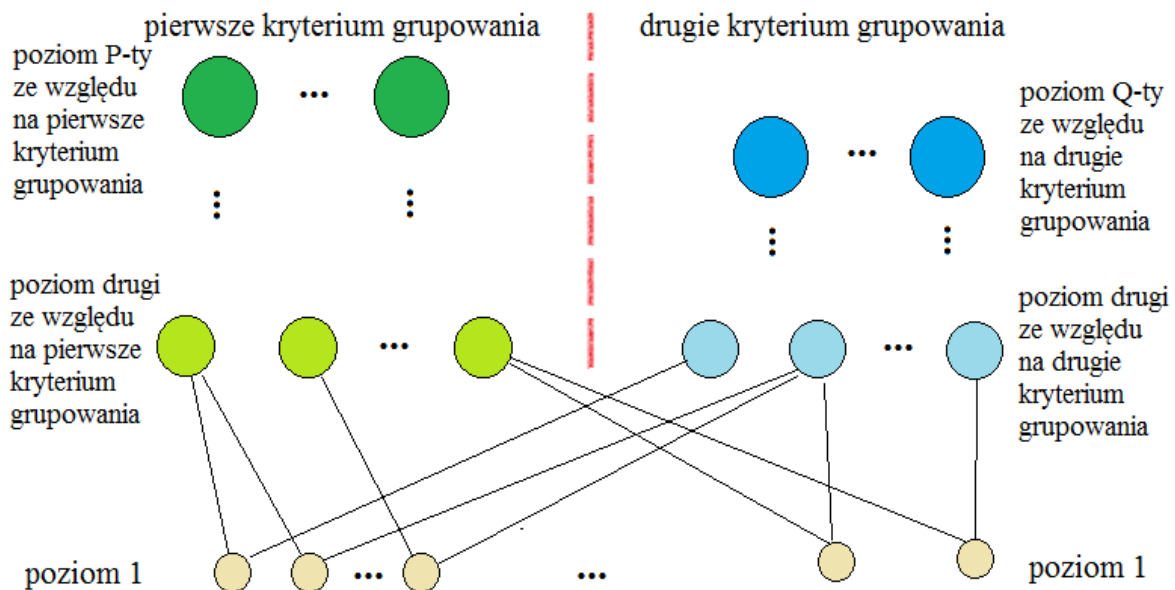 pierwsze kryterium grupowania
drugie kryterium grupowania
poziom P-ty
ze względu
na pierwsze
kryterium
grupowania
poziom Q-ty
ze względu
na drugie
kryterium
grupowania
poziom drugi
ze względu
na pierwsze
kryterium
grupowania
poziom drugi
ze względu
na drugie
kryterium
grupowania
poziom 1
poziom 1